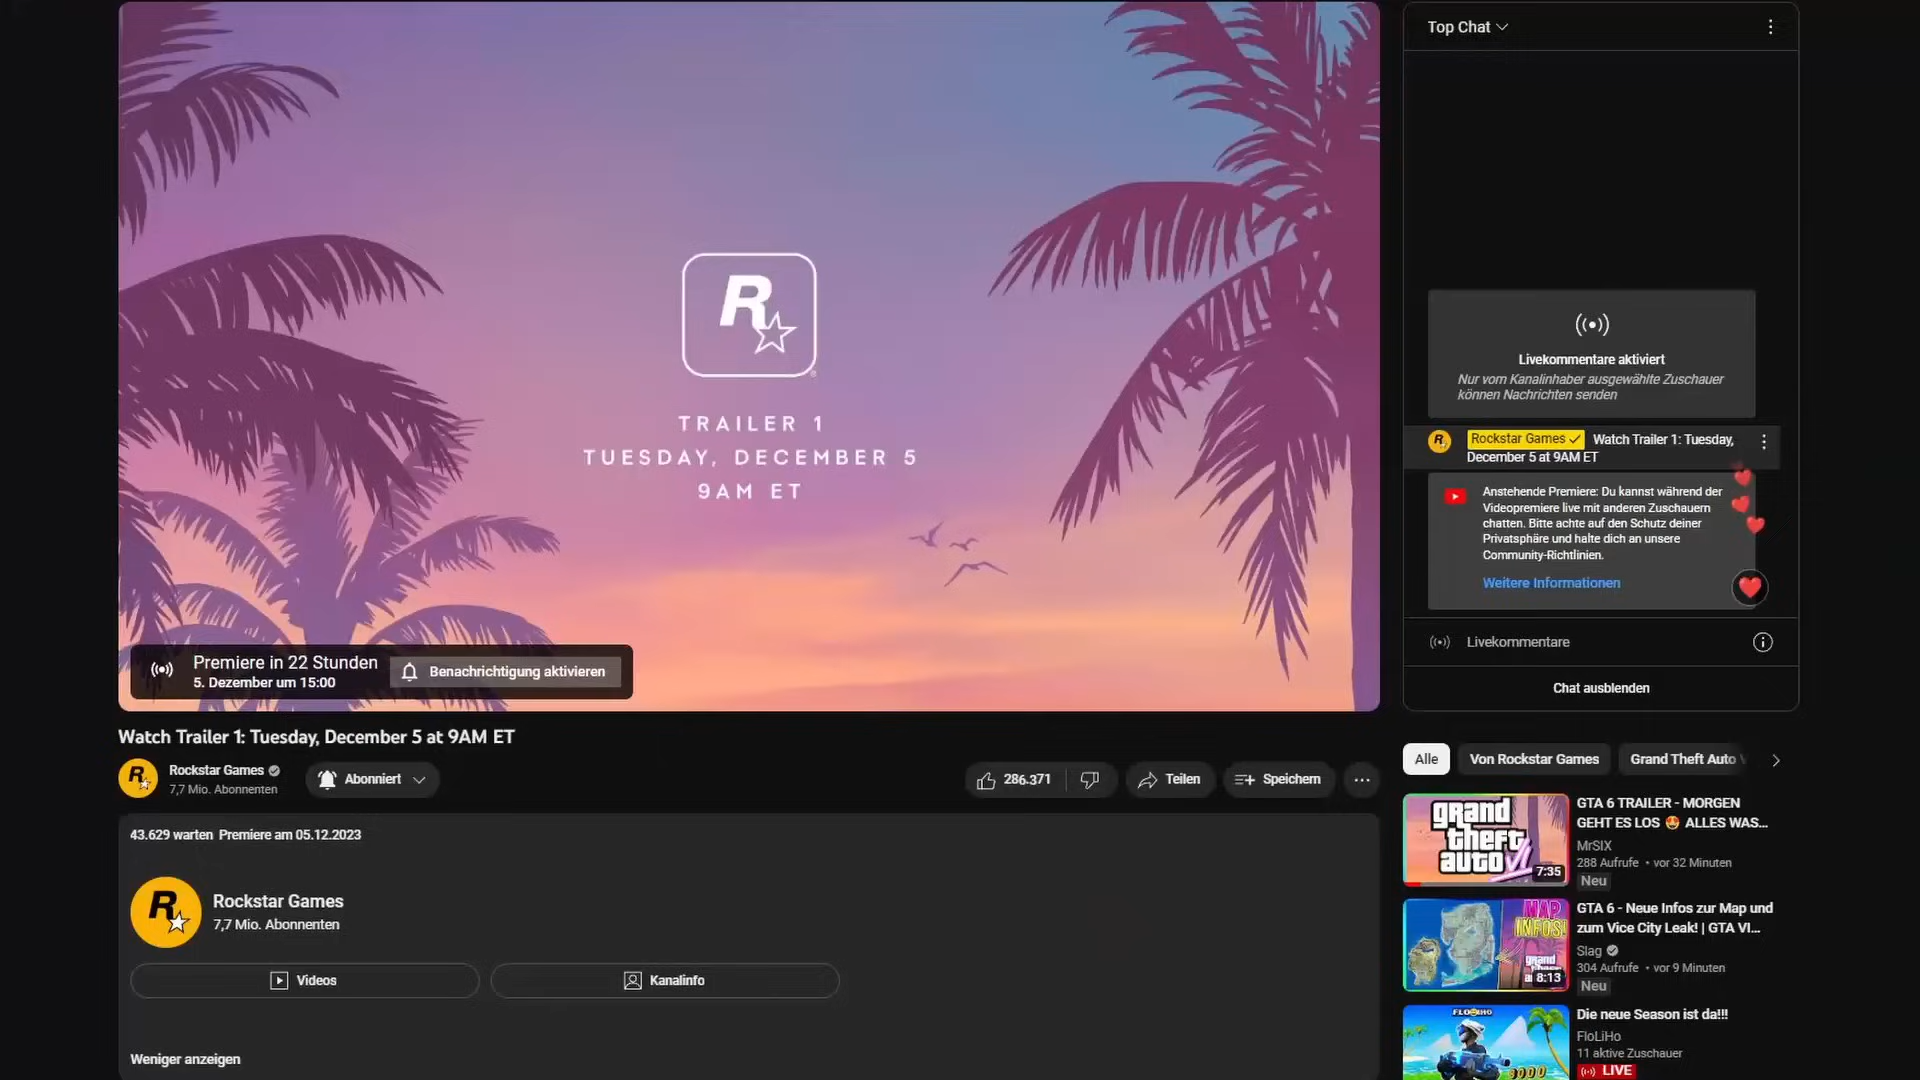 R
TRAILER 1
TUESDAY, DECEMBER 5
9AM ET
Premiere in 22 Stunden
5. Dezember um 15:00
Benachrichtigung aktivieren
Watch Trailer 1: Tuesday, December 5 at 9AM ET
Rockstar Games
7,7 Mio. Abonnenten
Abonniert
286.371
Teilen
Speichern
43.629 warten Premiere am 05.12.2023
Rockstar Games
7,7 Mio. Abonnenten
Videos
Kanalinfo
Weniger anzeigen
Top Chat
Livekommentare aktiviert
Nur vom Kanalinhaber ausgewählte Zuschauer
können Nachrichten senden
Rockstar Games Watch Trailer 1: Tuesday,
December 5 at 9AM ET
Anstehende Premiere: Du kannst während der
Videopremiere live mit anderen Zuschauern
chatten. Bitte achte auf den Schutz deiner
Privatsphäre und halte dich an unsere
Community-Richtlinien.
Weitere Informationen
Livekommentare
Chat ausblenden
Alle
Von Rockstar Games
Grand Theft Auto
grand
theft
auto
VI
7:35
GTA 6 TRAILER - MORGEN
GEHT ES LOS 🤩 ALLES WAS...
MrSIX
288 Aufrufe • vor 32 Minuten
Neu
MAP
INFOS!
grand
8:13
GTA 6 - Neue Infos zur Map und
zum Vice City Leak! | GTA VI...
Slag
304 Aufrufe • vor 9 Minuten
Neu
FLOLIHO
3000
Die neue Season ist da!!!
FloLiHo
11 aktive Zuschauer
LIVE